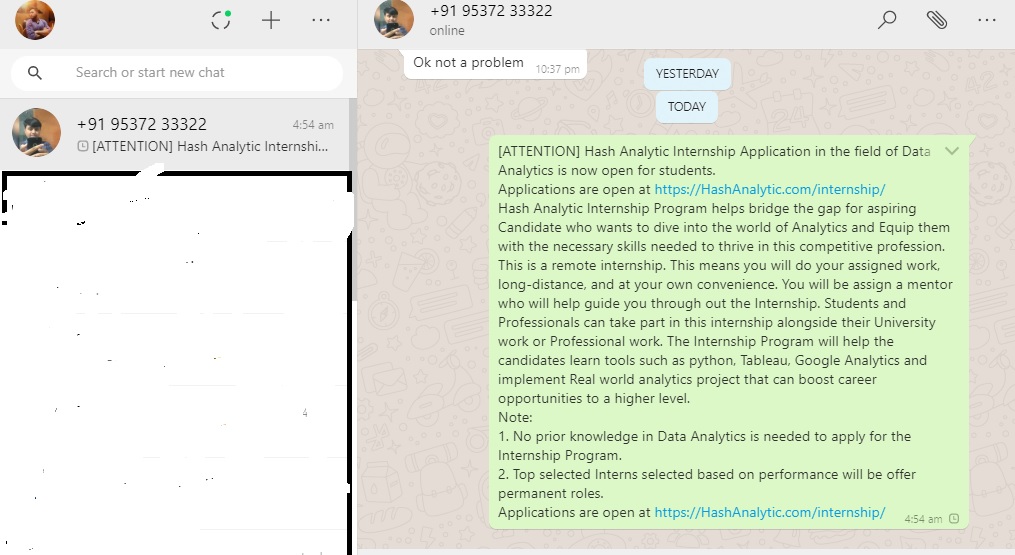 +91 95372 33322
online
Search or start new chat
+91 95372 33322
4:54 am
[ATTENTION] Hash Analytic Internshi...
4
Ok not a problem
10:37 pm
YESTERDAY
TODAY
[ATTENTION] Hash Analytic Internship Application in the field of Data
Analytics is now open for students.
Applications are open at https://HashAnalytic.com/internship/
Hash Analytic Internship Program helps bridge the gap for aspiring
Candidate who wants to dive into the world of Analytics and Equip them
with the necessary skills needed to thrive in this competitive profession.
This is a remote internship. This means you will do your assigned work,
long-distance, and at your own convenience. You will be assign a mentor
who will help guide you through out the Internship. Students and
Professionals can take part in this internship alongside their University
work or Professional work. The Internship Program will help the
candidates learn tools such as python, Tableau, Google Analytics and
implement Real world analytics project that can boost career
opportunities to a higher level.
Note:
1. No prior knowledge in Data Analytics is needed to apply for the
Internship Program.
2. Top selected Interns selected based on performance will be offer
permanent roles.
Applications are open at https://HashAnalytic.com/internship/
4:54 am